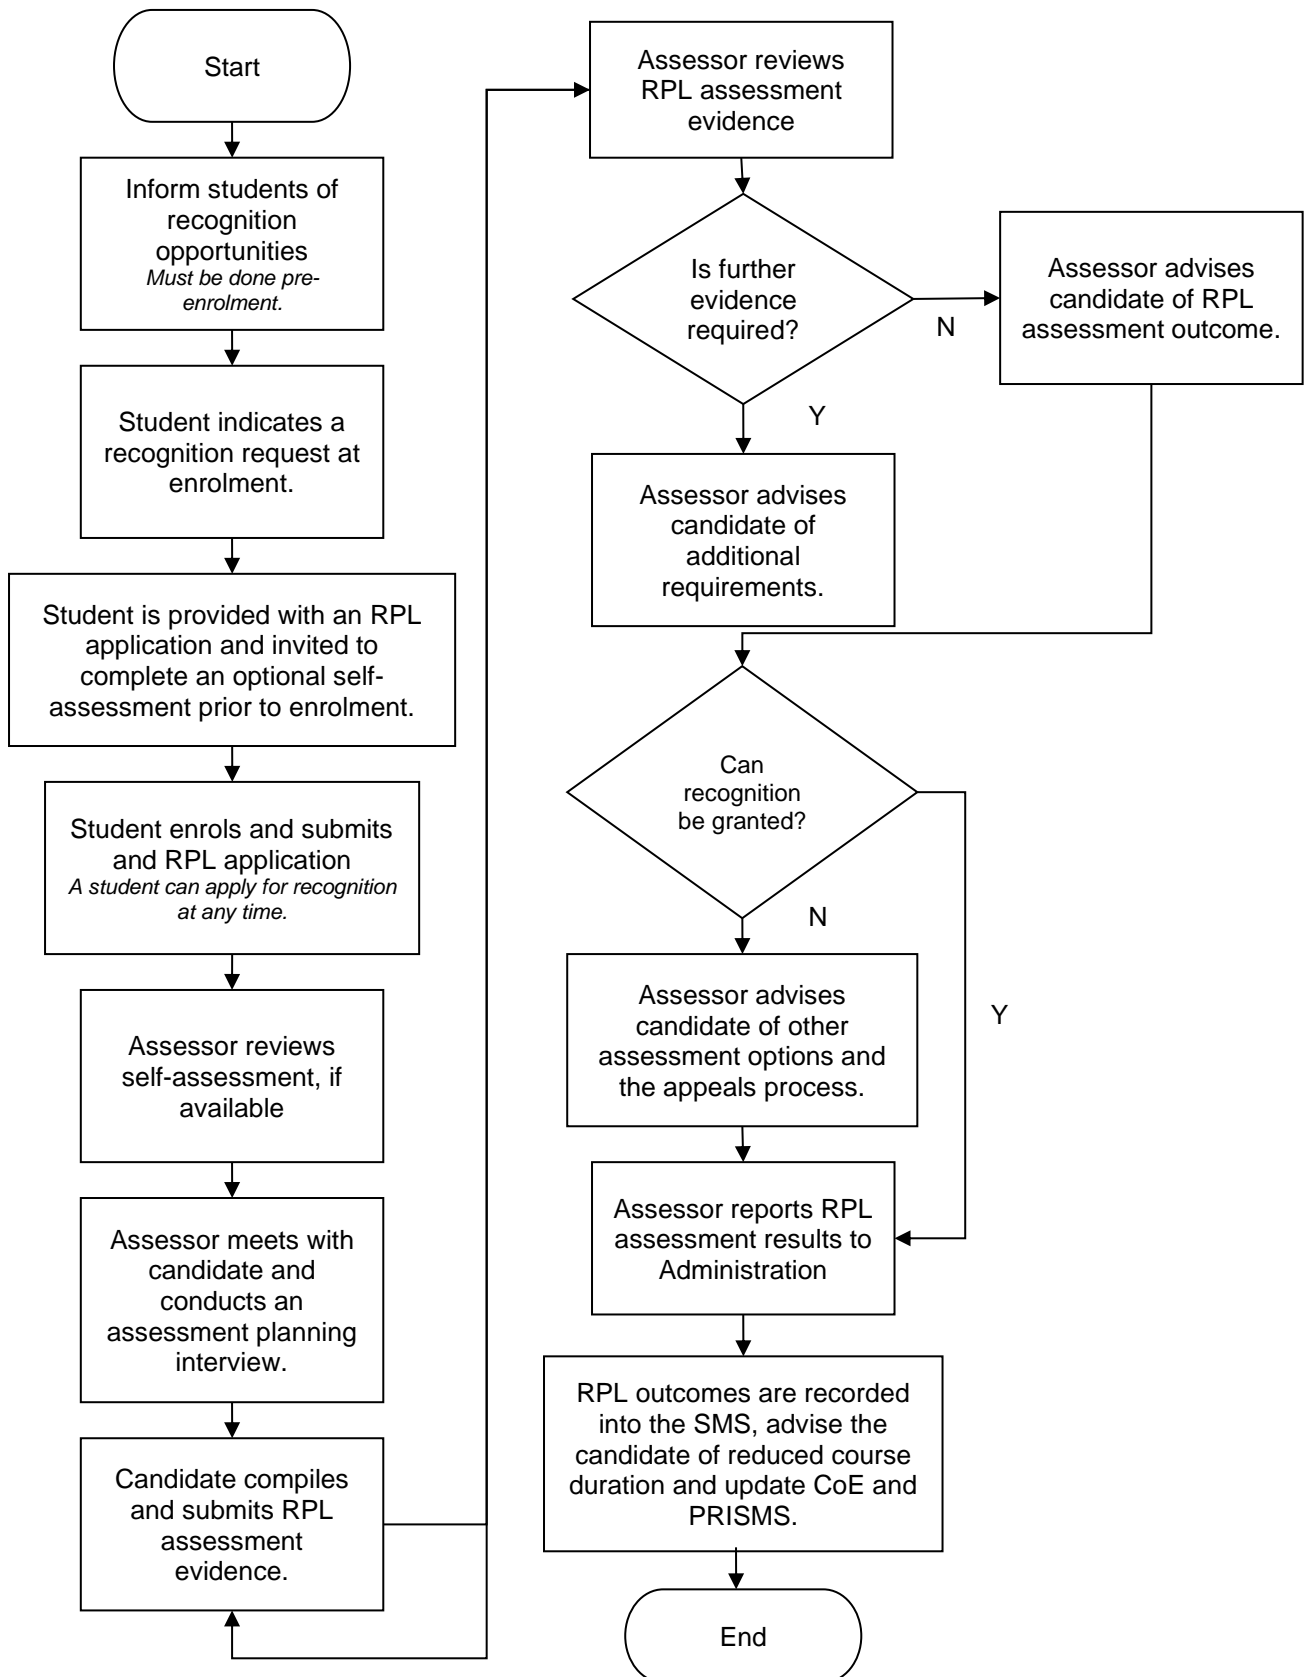 Start
Inform students of
recognition
opportunities
Must be done pre-
enrolment.
Student indicates a
recognition request at
enrolment.
Student is provided with an RPL
application and invited to
complete an optional self-
assessment prior to enrolment.
Student enrols and submits
and RPL application
A student can apply for recognition
at any time.
Assessor reviews
self-assessment, if
available
Assessor meets with
candidate and
conducts an
assessment planning
interview.
Candidate compiles
and submits RPL
assessment
evidence.
Assessor reviews
RPL assessment
evidence
Is further
evidence
required?
N
Assessor advises
candidate of RPL
assessment outcome.
Y
Assessor advises
candidate of
additional
requirements.
Can
recognition
be granted?
N
Y
Assessor advises
candidate of other
assessment options and
the appeals process.
Assessor reports RPL
assessment results to
Administration
RPL outcomes are recorded
into the SMS, advise the
candidate of reduced course
duration and update CoE and
PRISMS.
End